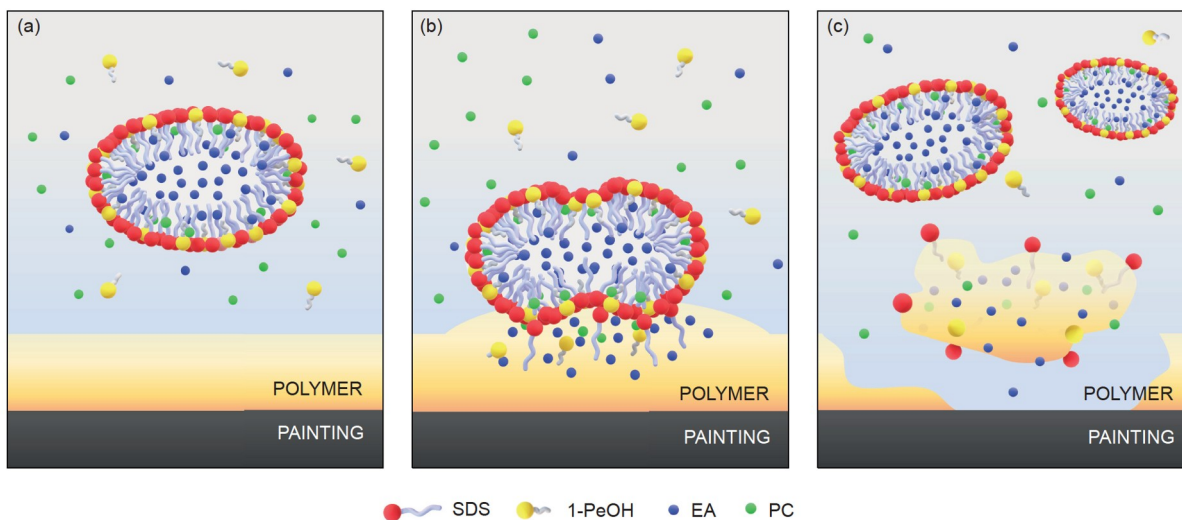 (a)
POLYMER
PAINTING
(b)
POLYMER
PAINTING
(c)
POLYMER
PAINTING
SDS 1-PeOH EA PC